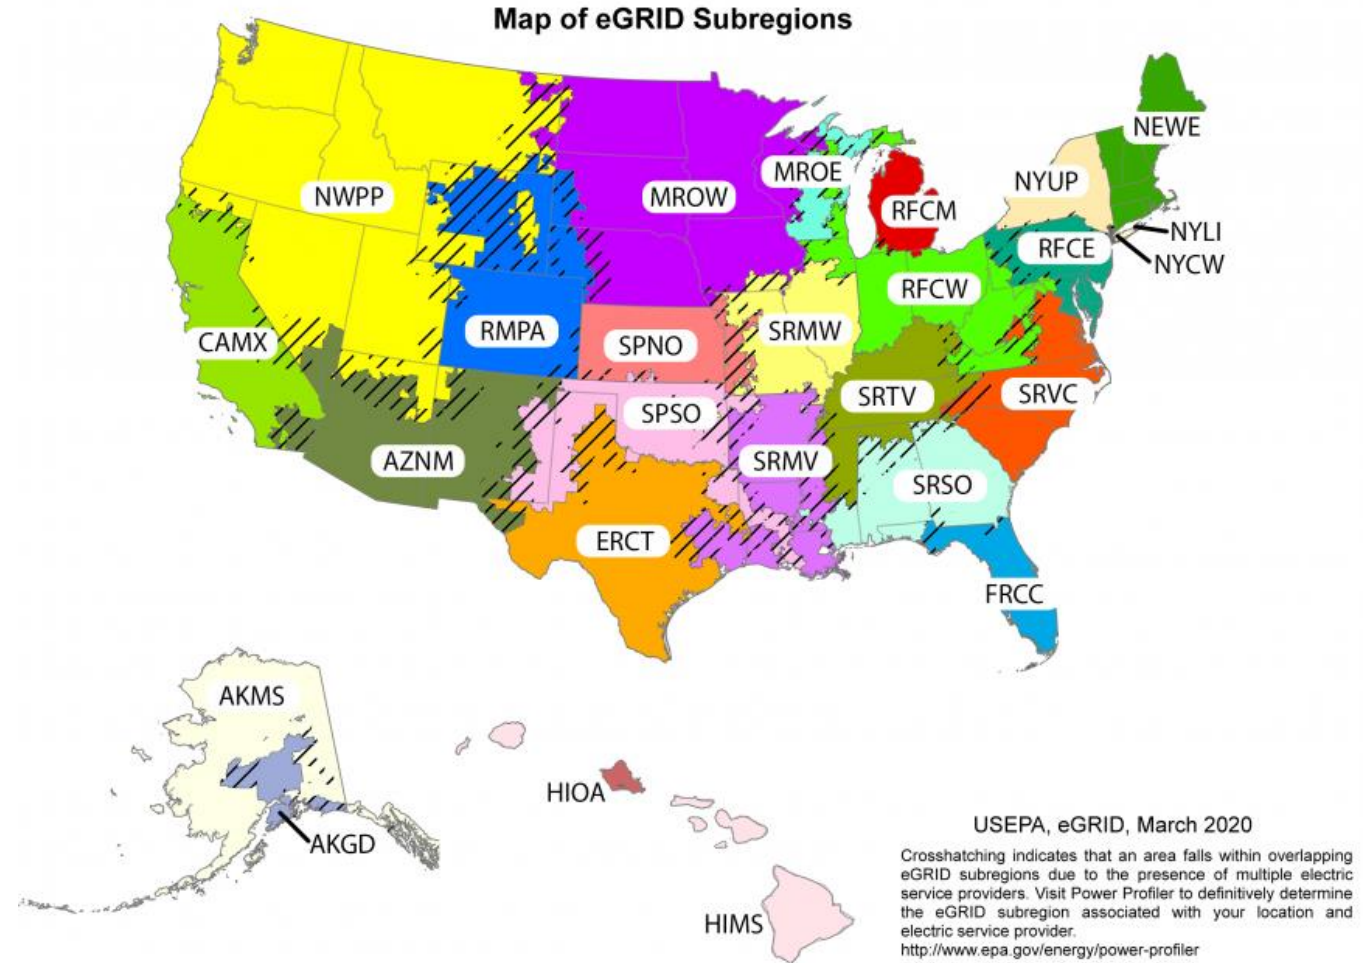 Map of eGRID Subregions
NEWE
MROE
NYUP
NWPP
MROW
RFCM
NYLI
RFCE
NYCW
RFCW
CAMX
RMPA
SRMW
SPNO
SRTV
SRVC
SPSO
AZNM
SRMV
SRSO
ERCT
FRCC
AKMS
HIOA
AKGD
HIMS
USEPA, eGRID, March 2020
Crosshatching indicates that an area falls within overlapping
eGRID subregions due to the presence of multiple electric
service providers. Visit Power Profiler to definitively determine
the eGRID subregion associated with your location and
electric service provider.
http://www.epa.gov/energy/power-profiler